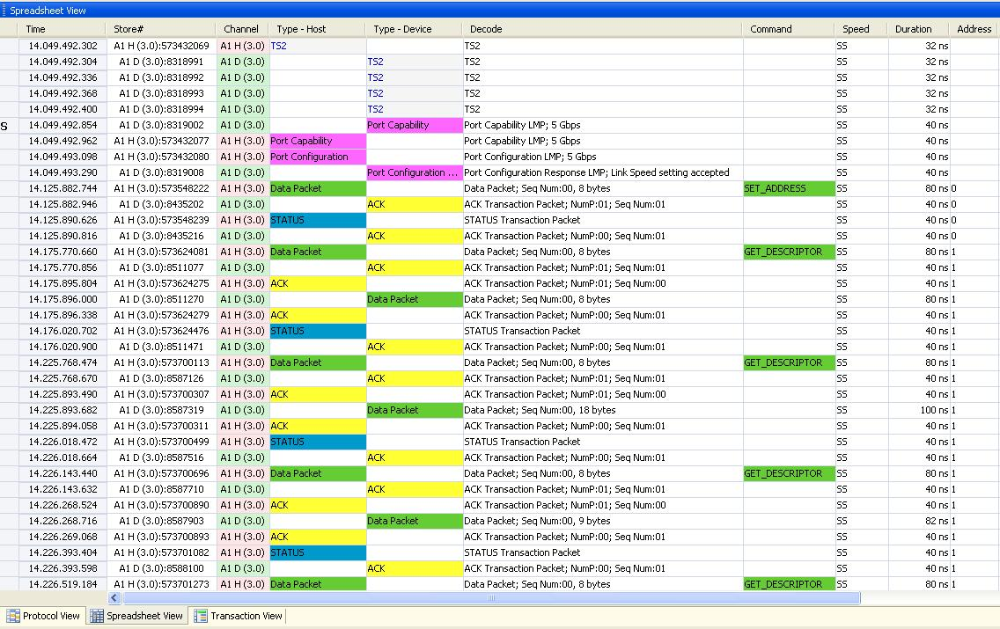 Spreadsheet View
Time Store# Channel Type - Host Type - Device Decode Command Speed Duration Address
14.049.492.302 A1 H (3.0):573432069 A1 H (3.0) TS2 TS2 SS 32 ns
14.049.492.304 A1 D (3.0):8318991 A1 D (3.0) TS2 TS2 SS 32 ns
14.049.492.336 A1 D (3.0):8318992 A1 D (3.0) TS2 TS2 SS 32 ns
14.049.492.368 A1 D (3.0):8318993 A1 D (3.0) TS2 TS2 SS 32 ns
14.049.492.400 A1 D (3.0):8318994 A1 D (3.0) TS2 TS2 SS 32 ns
S 14.049.492.854 A1 D (3.0):8319002 A1 D (3.0) Port Capability Port Capability LMP; 5 Gbps SS 40 ns
14.049.492.962 A1 H (3.0):573432077 A1 H (3.0) Port Capability Port Capability LMP; 5 Gbps SS 40 ns
14.049.493.098 A1 H (3.0):573432080 A1 H (3.0) Port Configuration Port Configuration LMP; 5 Gbps SS 40 ns
14.049.493.290 A1 D (3.0):8319008 A1 D (3.0) Port Configuration ... Port Configuration Response LMP; Link Speed setting accepted SS 40 ns
14.125.882.744 A1 H (3.0):573548222 A1 H (3.0) Data Packet Data Packet; Seq Num:00, 8 bytes SET_ADDRESS SS 80 ns 0
14.125.882.946 A1 D (3.0):8435202 A1 D (3.0) ACK ACK Transaction Packet; NumP:01; Seq Num:01 SS 40 ns 0
14.125.890.626 A1 H (3.0):573548239 A1 H (3.0) STATUS STATUS Transaction Packet SS 40 ns 0
14.125.890.816 A1 D (3.0):8435216 A1 D (3.0) ACK ACK Transaction Packet; NumP:00; Seq Num:01 SS 40 ns 0
14.175.770.660 A1 H (3.0):573624081 A1 H (3.0) Data Packet Data Packet; Seq Num:00, 8 bytes GET_DESCRIPTOR SS 80 ns 1
14.175.770.856 A1 D (3.0):8511077 A1 D (3.0) ACK ACK Transaction Packet; NumP:01; Seq Num:01 SS 40 ns 1
14.175.895.804 A1 H (3.0):573624275 A1 H (3.0) ACK ACK Transaction Packet; NumP:01; Seq Num:00 SS 40 ns 1
14.175.896.000 A1 D (3.0):8511270 A1 D (3.0) Data Packet Data Packet; Seq Num:00, 8 bytes SS 80 ns 1
14.175.896.338 A1 H (3.0):573624279 A1 H (3.0) ACK ACK Transaction Packet; NumP:00; Seq Num:01 SS 40 ns 1
14.176.020.702 A1 H (3.0):573624476 A1 H (3.0) STATUS STATUS Transaction Packet SS 40 ns 1
14.176.020.900 A1 D (3.0):8511471 A1 D (3.0) ACK ACK Transaction Packet; NumP:00; Seq Num:01 SS 40 ns 1
14.225.768.474 A1 H (3.0):573700113 A1 H (3.0) Data Packet Data Packet; Seq Num:00, 8 bytes GET_DESCRIPTOR SS 80 ns 1
14.225.768.670 A1 D (3.0):8587126 A1 D (3.0) ACK ACK Transaction Packet; NumP:01; Seq Num:01 SS 40 ns 1
14.225.893.490 A1 H (3.0):573700307 A1 H (3.0) ACK ACK Transaction Packet; NumP:01; Seq Num:00 SS 40 ns 1
14.225.893.682 A1 D (3.0):8587319 A1 D (3.0) Data Packet Data Packet; Seq Num:00, 18 bytes SS 100 ns 1
14.225.894.058 A1 H (3.0):573700311 A1 H (3.0) ACK ACK Transaction Packet; NumP:00; Seq Num:01 SS 40 ns 1
14.226.018.472 A1 H (3.0):573700499 A1 H (3.0) STATUS STATUS Transaction Packet SS 40 ns 1
14.226.018.664 A1 D (3.0):8587516 A1 D (3.0) ACK ACK Transaction Packet; NumP:00; Seq Num:01 SS 40 ns 1
14.226.143.440 A1 H (3.0):573700696 A1 H (3.0) Data Packet Data Packet; Seq Num:00, 8 bytes GET_DESCRIPTOR SS 80 ns 1
14.226.143.632 A1 D (3.0):8587710 A1 D (3.0) ACK ACK Transaction Packet; NumP:01; Seq Num:01 SS 40 ns 1
14.226.268.524 A1 H (3.0):573700890 A1 H (3.0) ACK ACK Transaction Packet; NumP:01; Seq Num:00 SS 40 ns 1
14.226.268.716 A1 D (3.0):8587903 A1 D (3.0) Data Packet Data Packet; Seq Num:00, 9 bytes SS 82 ns 1
14.226.269.068 A1 H (3.0):573700893 A1 H (3.0) ACK ACK Transaction Packet; NumP:00; Seq Num:01 SS 40 ns 1
14.226.393.404 A1 H (3.0):573701082 A1 H (3.0) STATUS STATUS Transaction Packet SS 40 ns 1
14.226.393.598 A1 D (3.0):8588100 A1 D (3.0) ACK ACK Transaction Packet; NumP:00; Seq Num:01 SS 40 ns 1
14.226.519.184 A1 H (3.0):573701273 A1 H (3.0) Data Packet Data Packet; Seq Num:00, 8 bytes GET_DESCRIPTOR SS 80 ns 1
Protocol View Spreadsheet View Transaction View